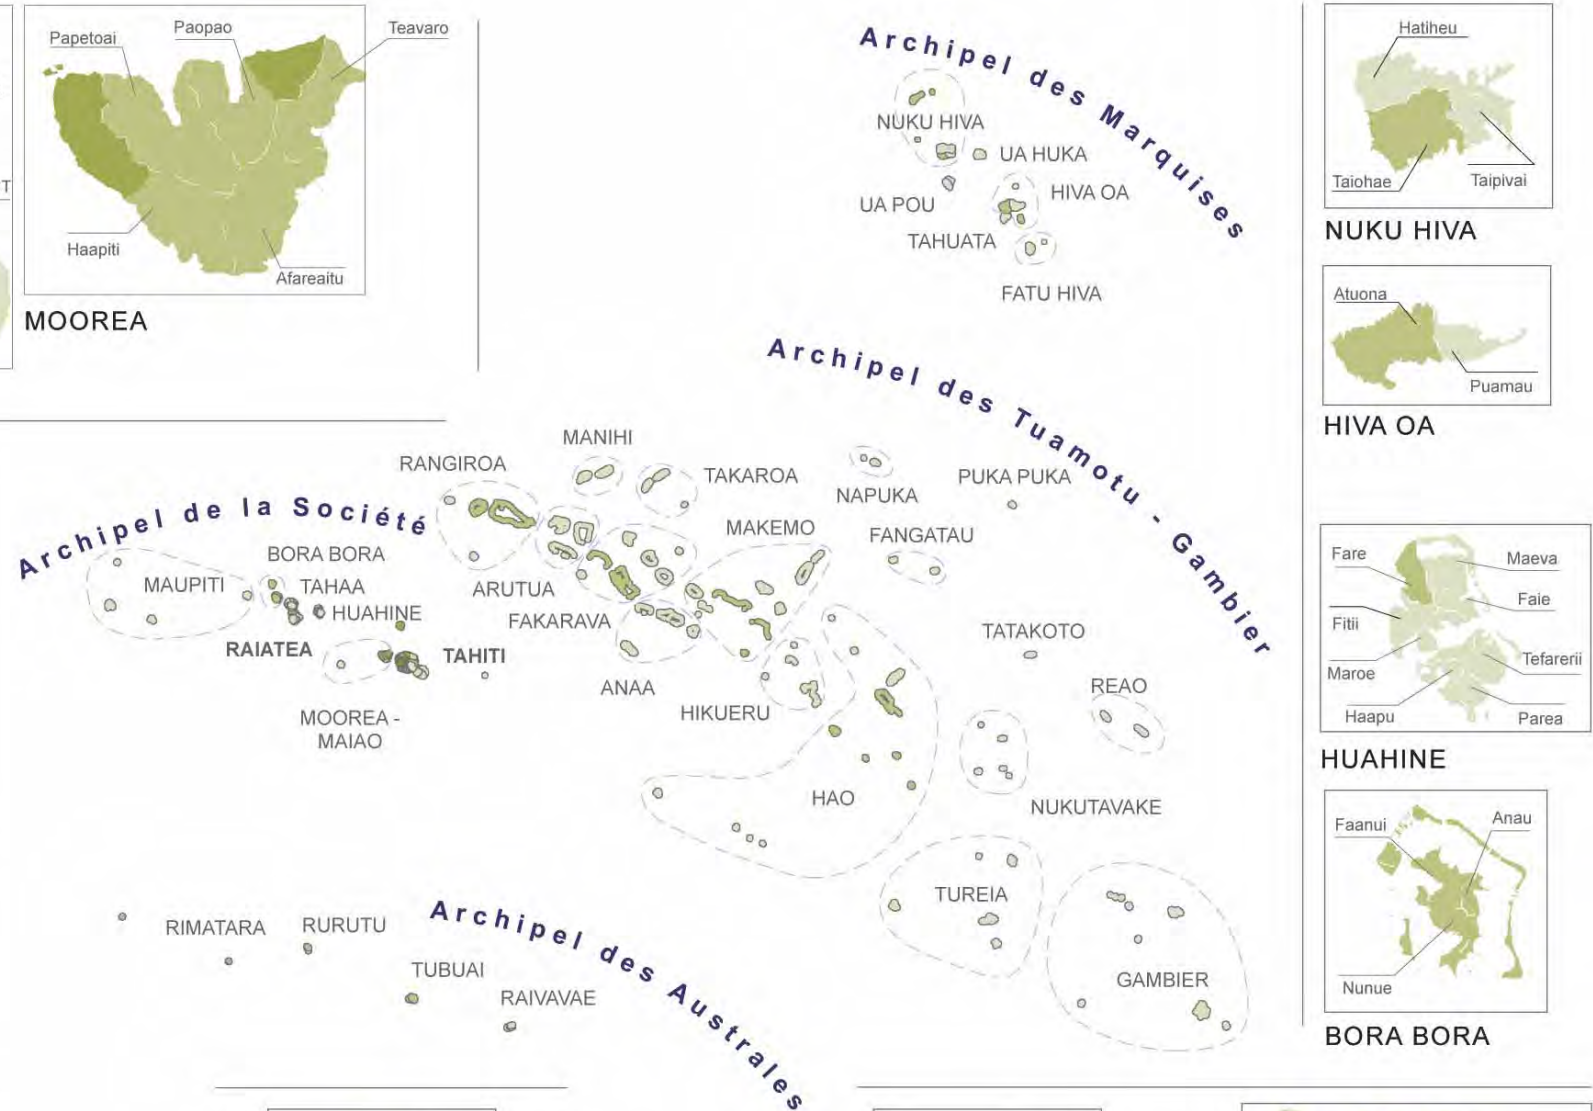 Papetoai
Paopao
Teavaro
Haapiti
Afareaitu
MOOREA
T
Archipel des Marquises
NUKU HIVA
UA HUKA
HIVA OA
UA POU
TAHUATA
FATU HIVA
Hatiheu
Taiohae
Taipivai
NUKU HIVA
Atuona
Puamau
HIVA OA
Archipel des Tuamotu - Gambier
MANIHI
RANGIROA
TAKAROA
NAPUKA
PUKA PUKA
MAKEMO
FANGATAU
ARUTUA
FAKARAVA
TATAKOTO
ANAA
REAO
HIKUERU
HAO
NUKUTAVAKE
TUREIA
GAMBIER
Archipel de la Société
BORA BORA
MAUPITI
TAHAA
HUAHINE
RAIATEA
TAHITI
MOOREA -
MAIAO
Fare
Maeva
Faie
Fitii
Maroe
Tefarerii
Haapu
Parea
HUAHINE
Faanui
Anau
Nunue
BORA BORA
Archipel des Australes
RIMATARA
RURUTU
TUBUAI
RAIVAVAE